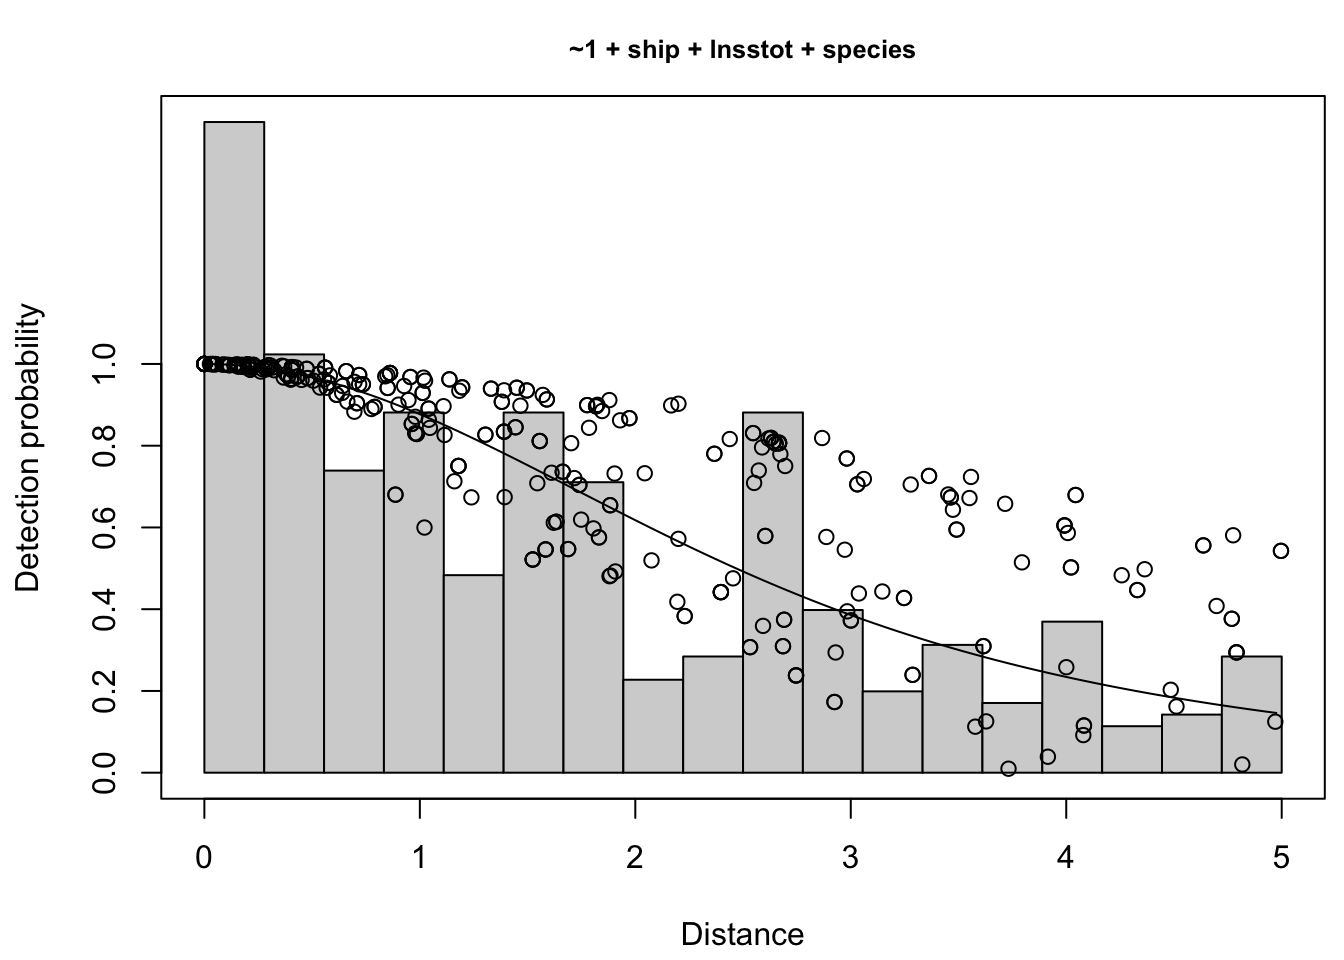 ~1 + ship + lnsstot + species
Detection probability
1.0
0.8
0.6
0.4
0.2
0.0
0 1 2 3 4 5
Distance